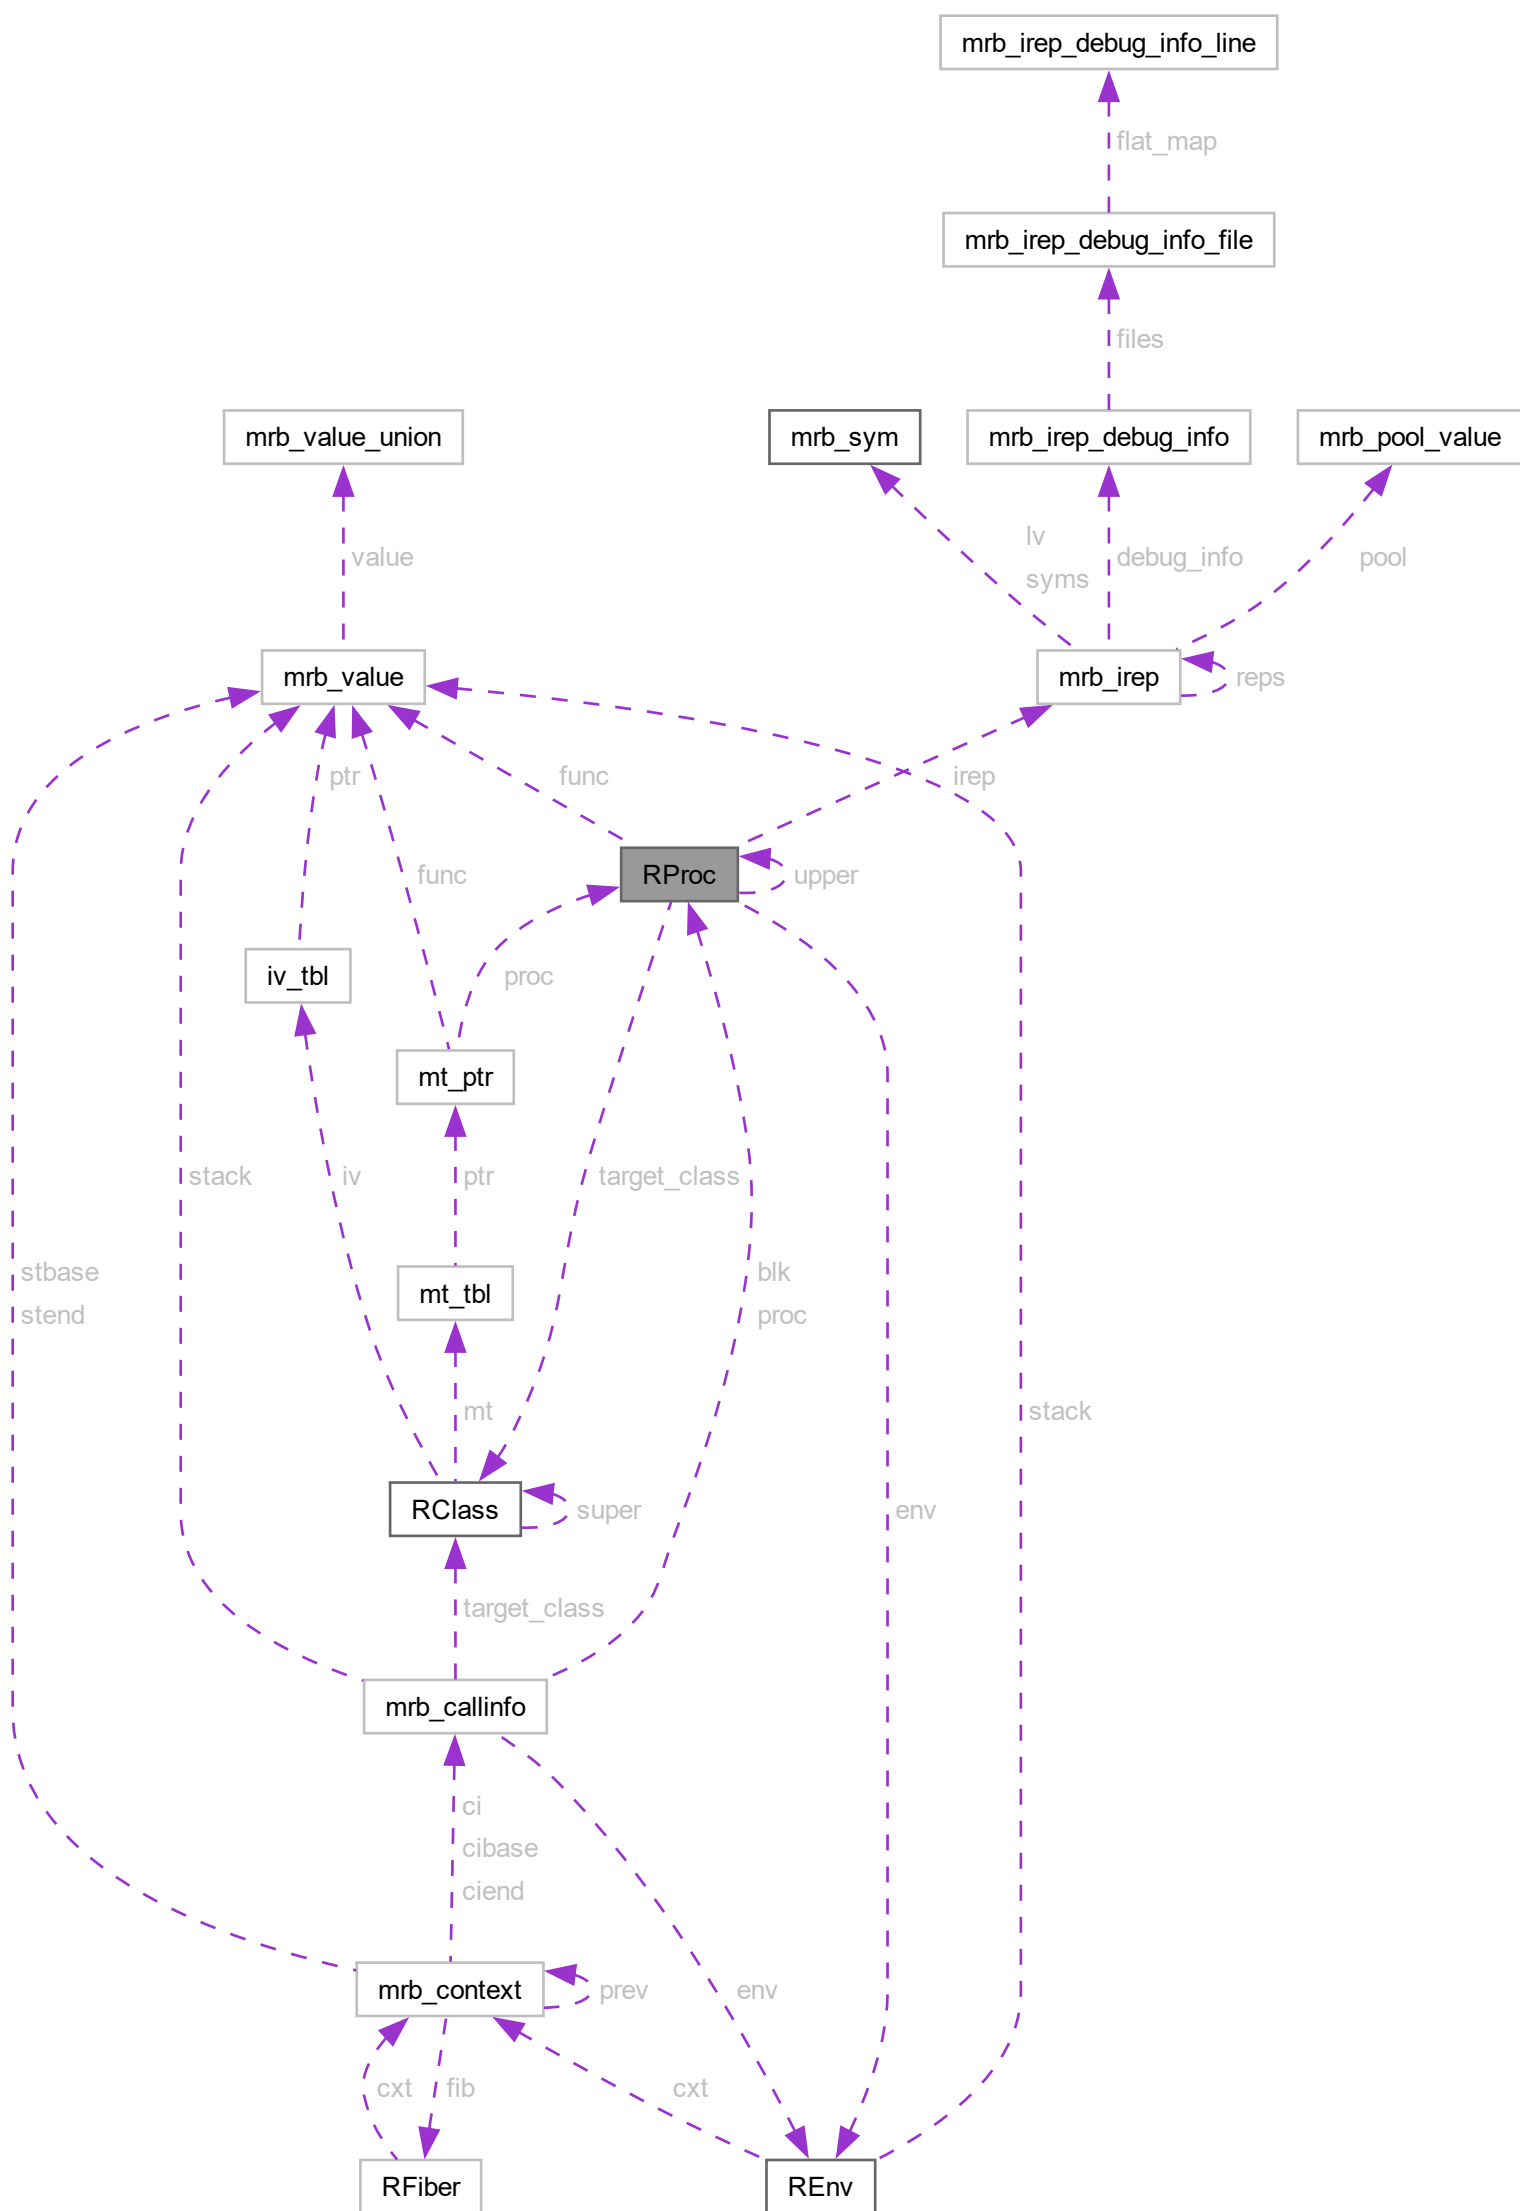 mrb_irep_debug_info_line
flat_map
mrb_irep_debug_info_file
files
mrb_value_union
mrb_sym
mrb_irep_debug_info
mrb_pool_value
lv
syms
value
debug_info
pool
mrb_value
mrb_irep
reps
ptr
func
irep
func
RProc
upper
iv_tbl
proc
mt_ptr
stack
iv
ptr
target_class
stbase
stend
mt_tbl
blk
proc
mt
stack
RClass
super
env
target_class
mrb_callinfo
ci
cibase
ciend
mrb_context
prev
env
cxt
fib
cxt
RFiber
REnv